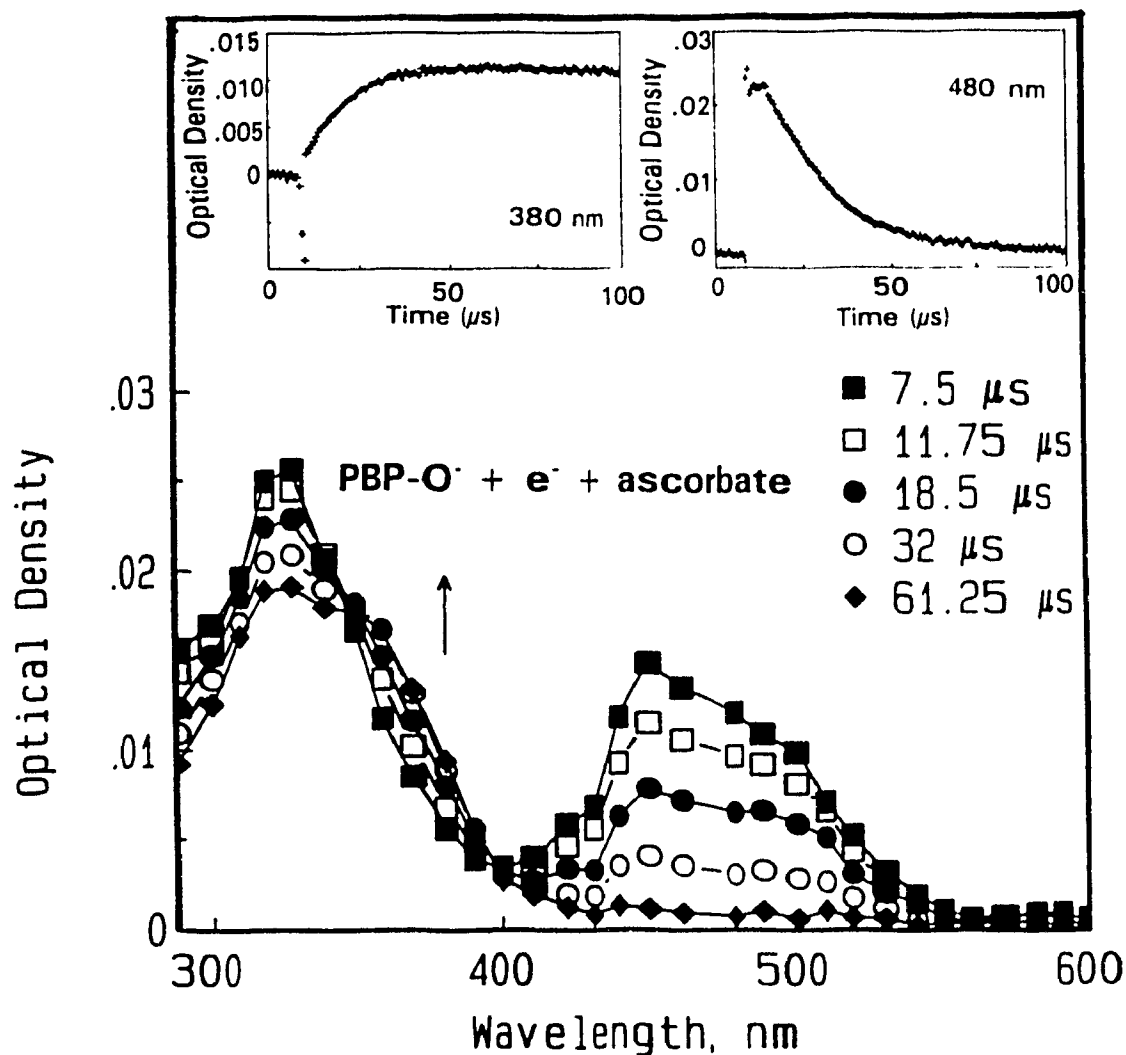 .015
.010
.005
0
Optical Density
380 nm
0 50 100
Time (μs)
.03
.02
.01
0
Optical Density
480 nm
0 50 100
Time (μs)
7.5 μs
11.75 μs
18.5 μs
32 μs
61.25 μs
PBP-O⁻ + e⁻ + ascorbate
.03
.02
.01
0
Optical Density
300 400 500 600
Wavelength, nm